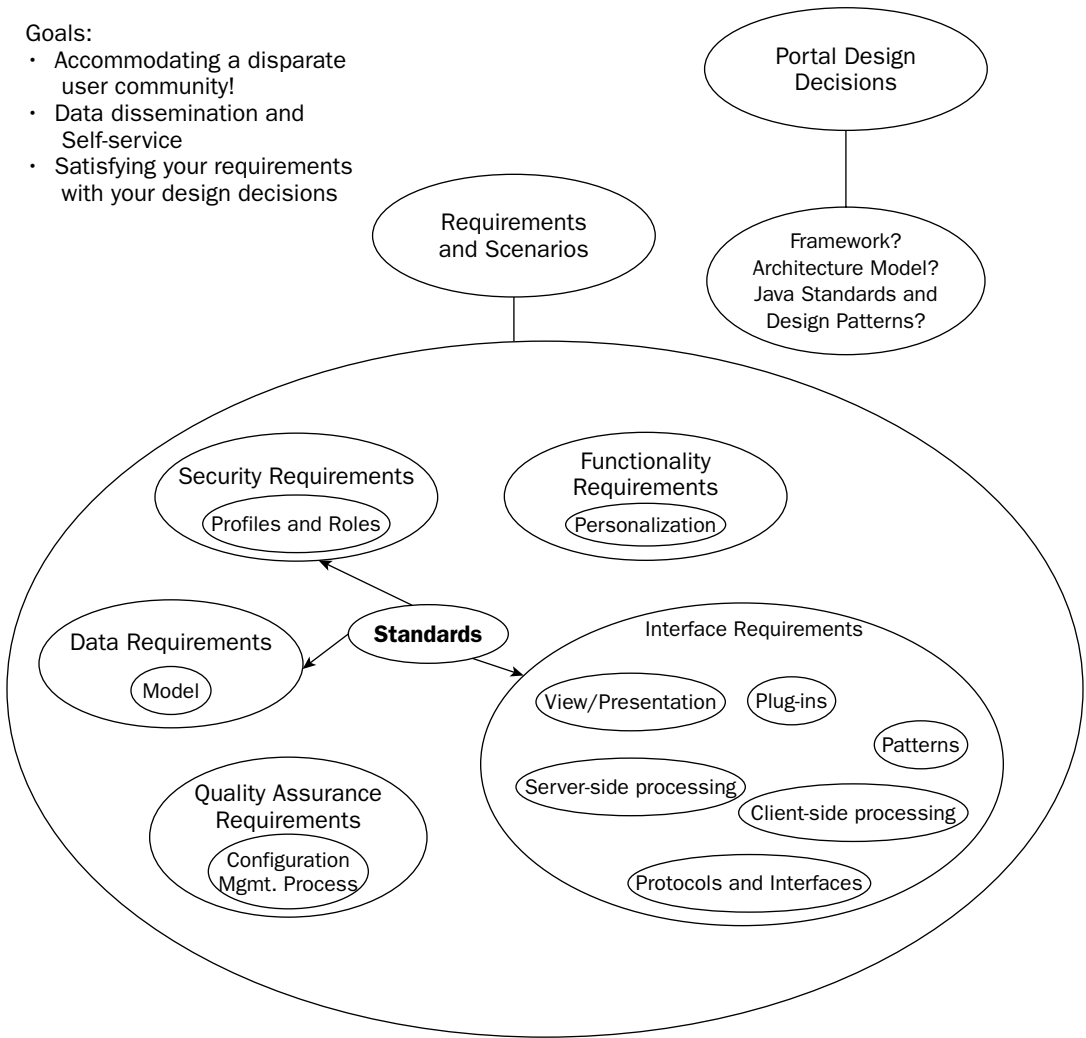 Goals:
· Accommodating a disparate
user community!
· Data dissemination and
Self-service
· Satisfying your requirements
with your design decisions
Portal Design
Decisions
Requirements
and Scenarios
Framework?
Architecture Model?
Java Standards and
Design Patterns?
Security Requirements
Profiles and Roles
Functionality
Requirements
Personalization
Standards
Data Requirements
Model
Interface Requirements
View/Presentation
Plug-ins
Patterns
Server-side processing
Client-side processing
Protocols and Interfaces
Quality Assurance
Requirements
Configuration
Mgmt. Process